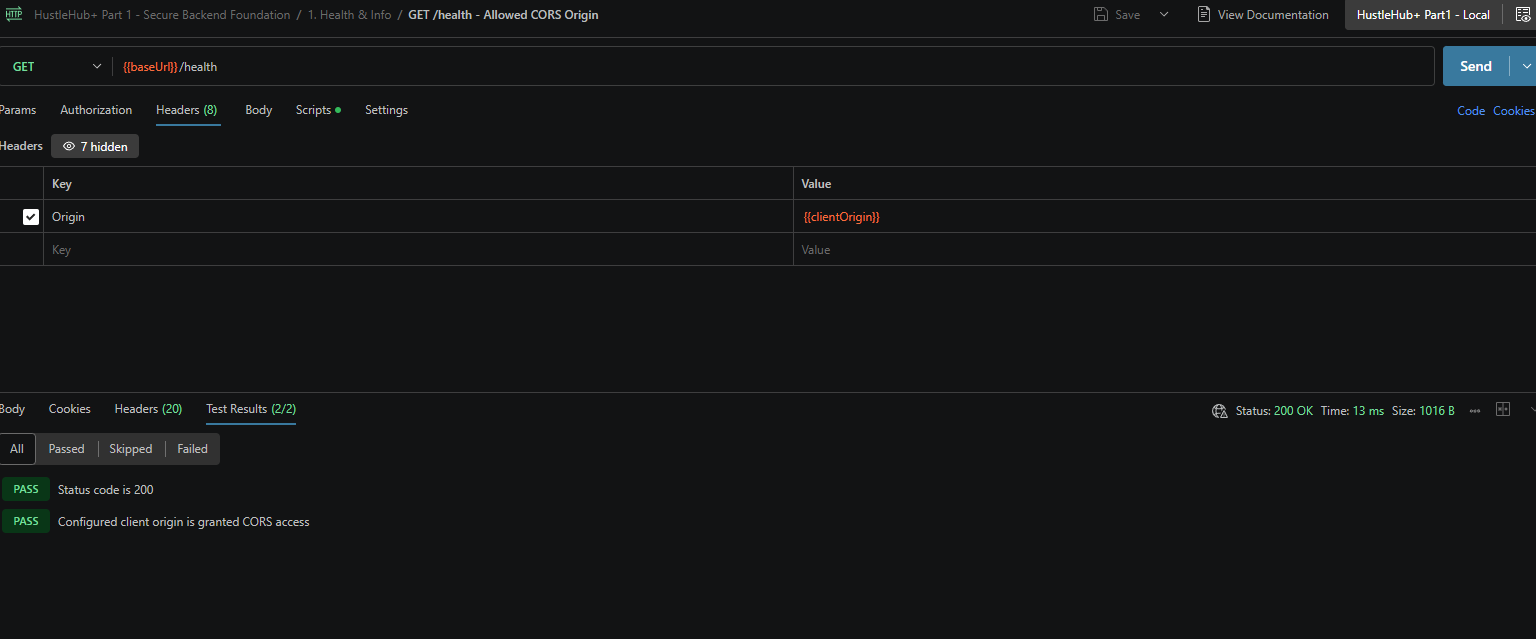 HTTP HustleHub+ Part 1 - Secure Backend Foundation / 1. Health & Info / GET /health - Allowed CORS Origin Save View Documentation HustleHub+ Part1 - Local
GET {{baseUrl}}/health Send
Params Authorization Headers (8) Body Scripts Settings Code Cookies
Headers 7 hidden
Key Value
Origin {{clientOrigin}}
Key Value
Body Cookies Headers (20) Test Results (2/2) Status: 200 OK Time: 13 ms Size: 1016 B
All Passed Skipped Failed
PASS Status code is 200
PASS Configured client origin is granted CORS access